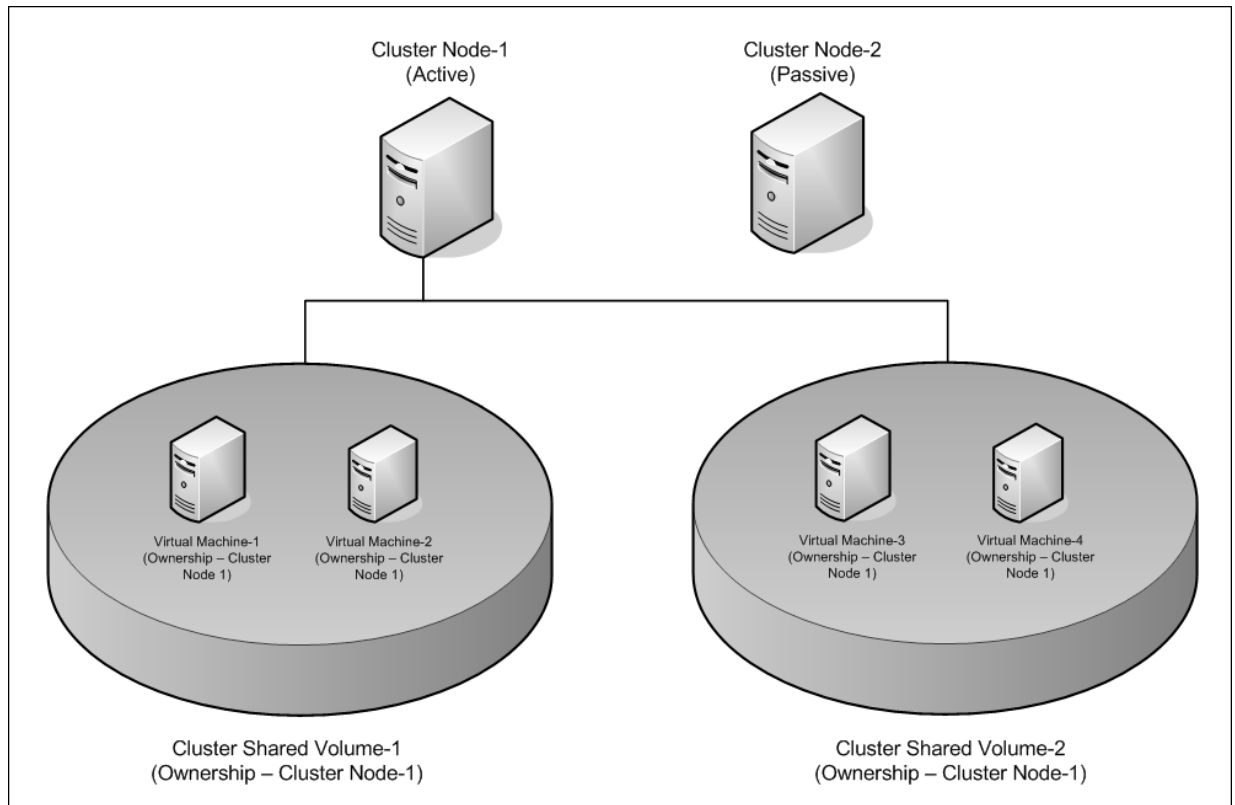 Cluster Node-1
(Active)
Cluster Node-2
(Passive)
Virtual Machine-1
(Ownership – Cluster
Node 1)
Virtual Machine-2
(Ownership – Cluster
Node 1)
Virtual Machine-3
(Ownership – Cluster
Node 1)
Virtual Machine-4
(Ownership – Cluster
Node 1)
Cluster Shared Volume-1
(Ownership – Cluster Node-1)
Cluster Shared Volume-2
(Ownership – Cluster Node-1)